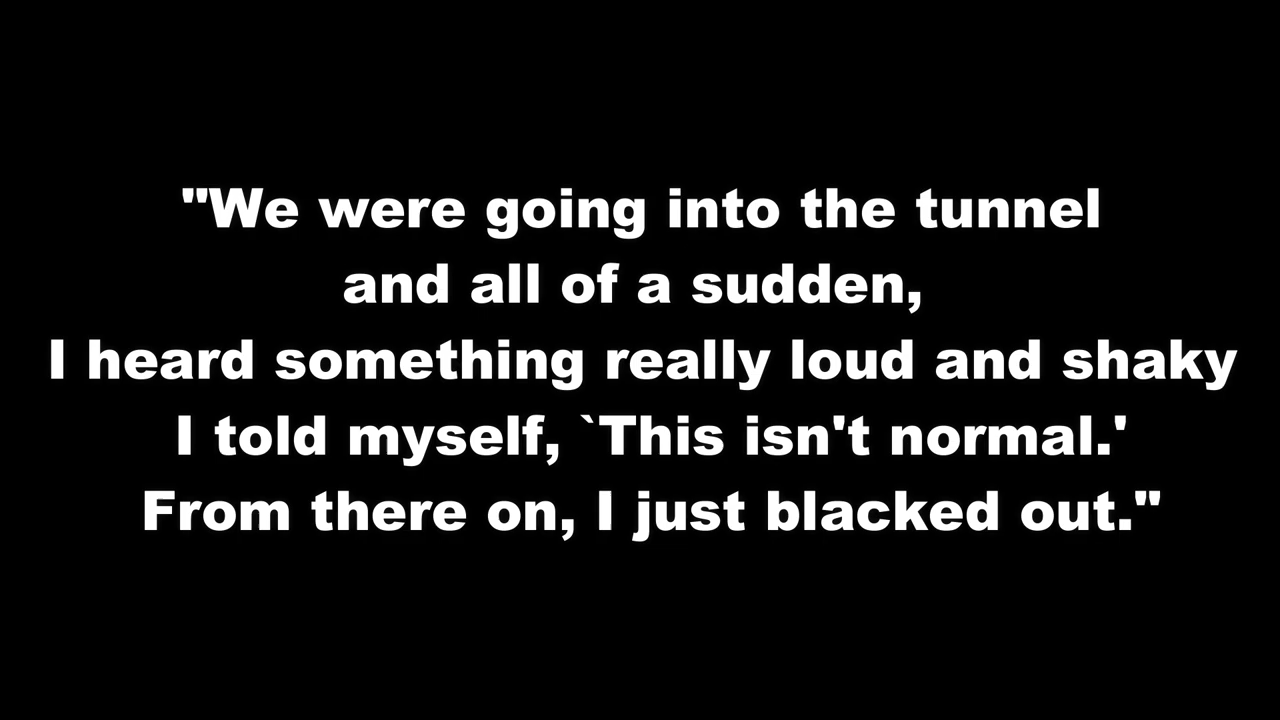 "We were going into the tunnel
and all of a sudden,
I heard something really loud and shaky
I told myself, `This isn't normal.'
From there on, I just blacked out."